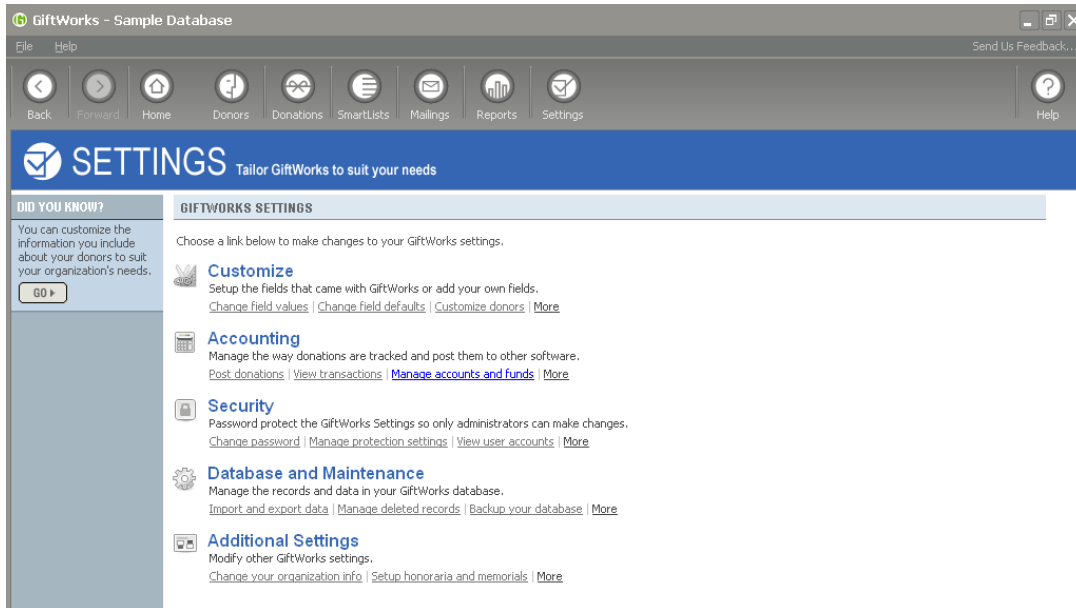 GiftWorks - Sample Database
File Help Send Us Feedback...
Back Forward Home Donors Donations SmartLists Mailings Reports Settings Help
SETTINGS Tailor GiftWorks to suit your needs
DID YOU KNOW?
You can customize the
information you include
about your donors to suit
your organization's needs.
GO
GIFTWORKS SETTINGS
Choose a link below to make changes to your GiftWorks settings.
Customize
Setup the fields that came with GiftWorks or add your own fields.
Change field values | Change field defaults | Customize donors | More
Accounting
Manage the way donations are tracked and post them to other software.
Post donations | View transactions | Manage accounts and funds | More
Security
Password protect the GiftWorks Settings so only administrators can make changes.
Change password | Manage protection settings | View user accounts | More
Database and Maintenance
Manage the records and data in your GiftWorks database.
Import and export data | Manage deleted records | Backup your database | More
Additional Settings
Modify other GiftWorks settings.
Change your organization info | Setup honoraria and memorials | More